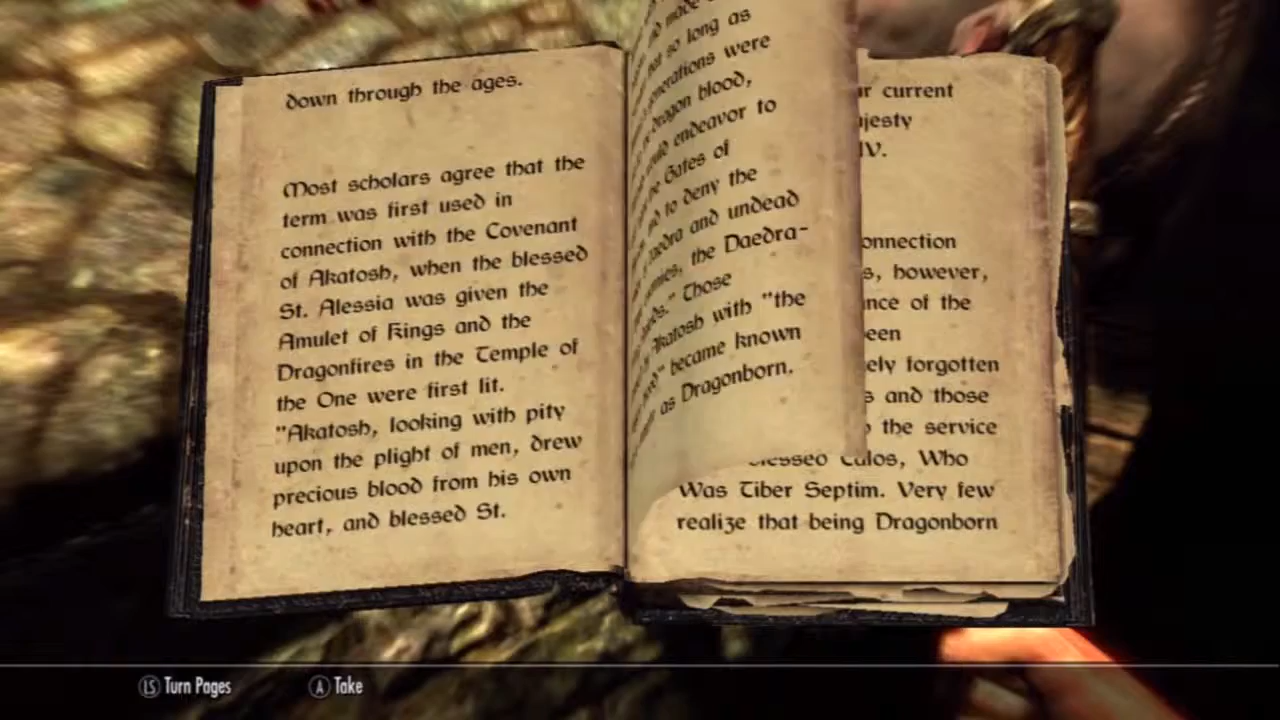 down through the ages.
Most scholars agree that the
term was first used in
connection with the Covenant
of Akatosh, when the blessed
St. Alessia was given the
Amulet of Kings and the
Dragonfires in the Temple of
the One were first lit.
"Akatosh, looking with pity
upon the plight of men, drew
precious blood from his own
heart, and blessed St.
made
so long as
generations were
dragon blood,
endeavor to
Gates of
and to deny the
Daedra and undead
the Daedra-
Those
Akatosh with "the
became known
as Dragonborn.
current
IV.
however,
of the
forgotten
and those
the service
Talos, Who
Was Tiber Septim. Very few
realize that being Dragonborn
LS Turn Pages
A Take